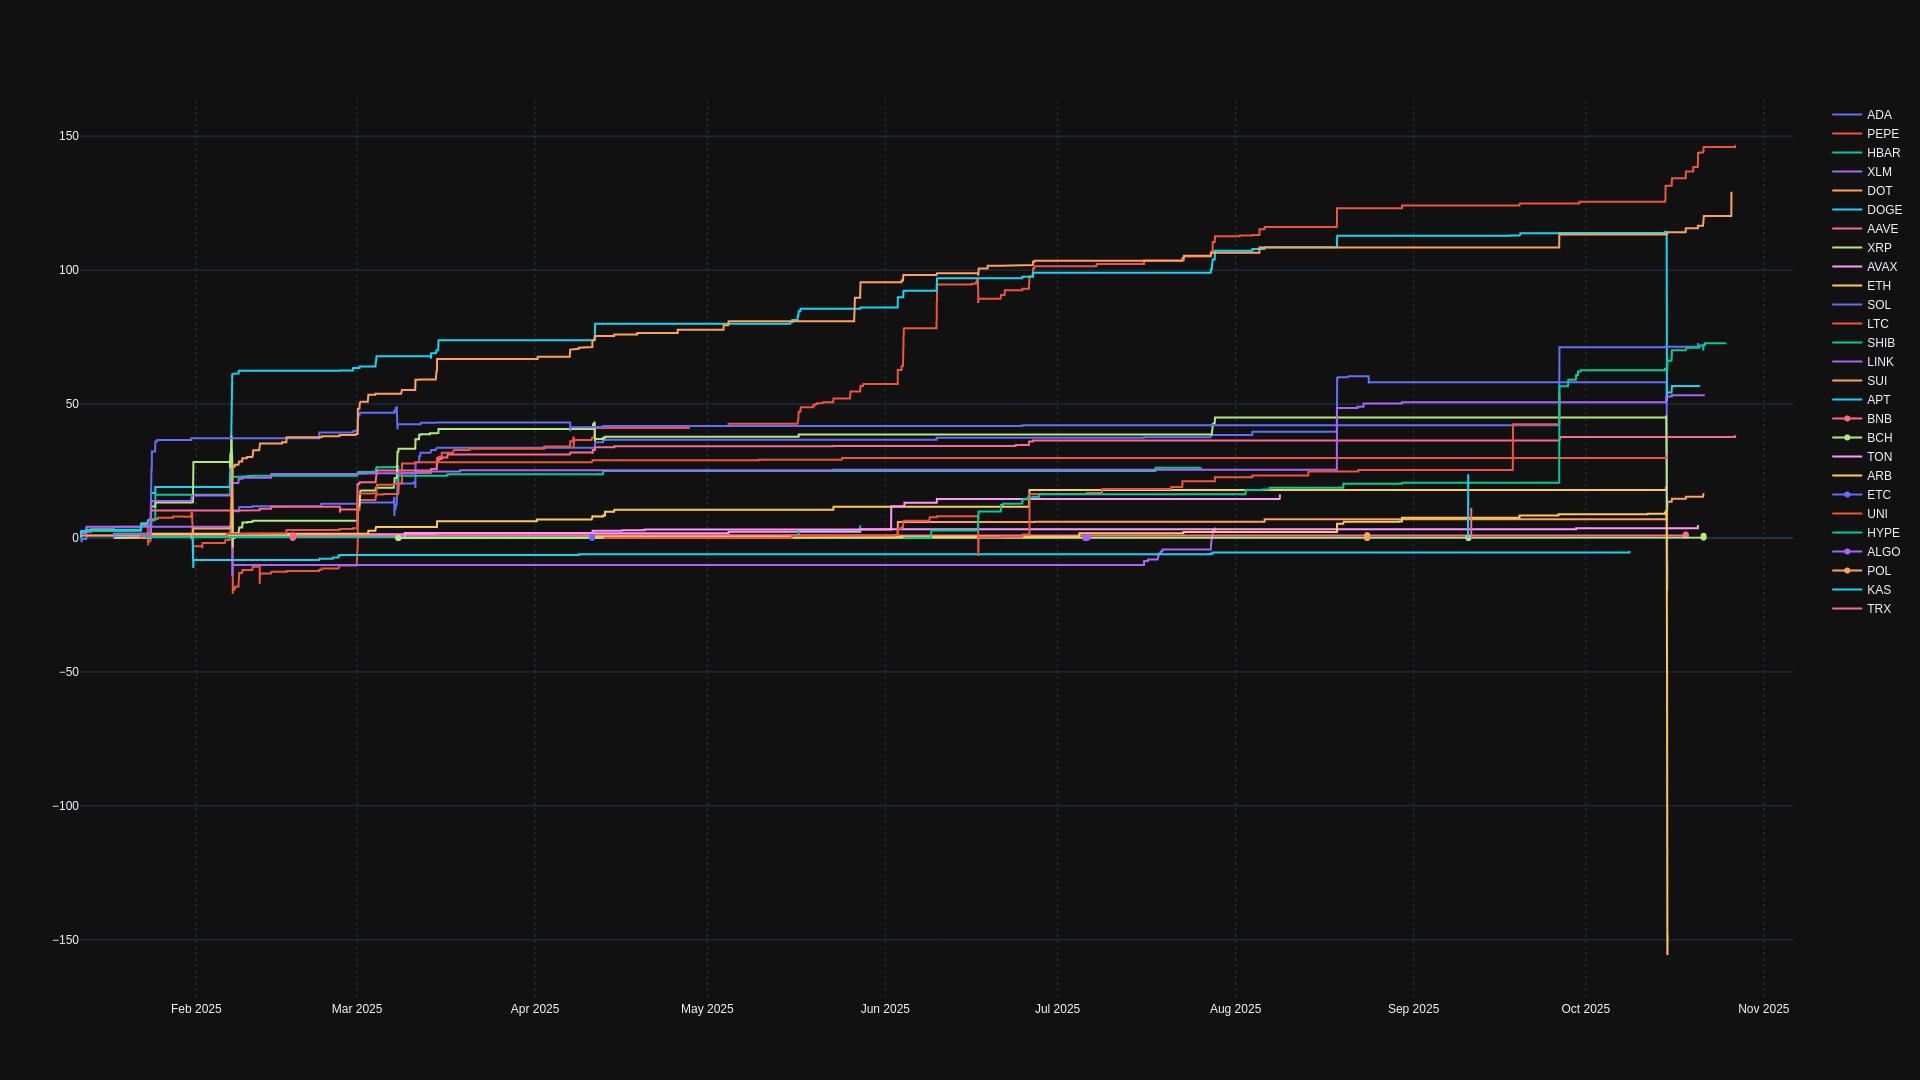 150
100
50
0
−50
−100
−150
Feb 2025
Mar 2025
Apr 2025
May 2025
Jun 2025
Jul 2025
Aug 2025
Sep 2025
Oct 2025
Nov 2025
ADA
PEPE
HBAR
XLM
DOT
DOGE
AAVE
XRP
AVAX
ETH
SOL
LTC
SHIB
LINK
SUI
APT
BNB
BCH
TON
ARB
ETC
UNI
HYPE
ALGO
POL
KAS
TRX